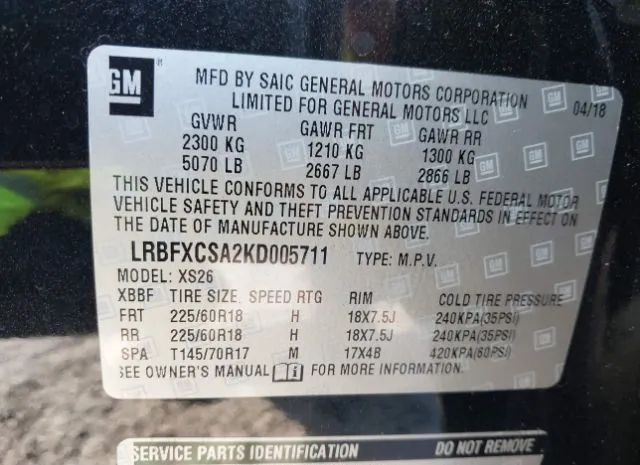 GM
MFD BY SAIC GENERAL MOTORS CORPORATION
LIMITED FOR GENERAL MOTORS LLC 04/18
GVWR GAWR FRT GAWR RR
2300 KG 1210 KG 1300 KG
5070 LB 2667 LB 2866 LB
THIS VEHICLE CONFORMS TO ALL APPLICABLE U.S. FEDERAL MOTOR
VEHICLE SAFETY AND THEFT PREVENTION STANDARDS IN EFFECT ON
THE DATE OF MANUFACTURE SHOWN ABOVE.
LRBFXCSA2KD005711 TYPE: M.P.V.
MODEL: XS26
XBBF TIRE SIZE SPEED RTG RIM COLD TIRE PRESSURE
FRT 225/60R18 H 18X7.5J 240KPA(35PSI)
RR 225/60R18 H 18X7.5J 240KPA(35PSI)
SPA T145/70R17 M 17X4B 420KPA(60PSI)
SEE OWNER'S MANUAL FOR MORE INFORMATION.
SERVICE PARTS IDENTIFICATION DO NOT REMOVE